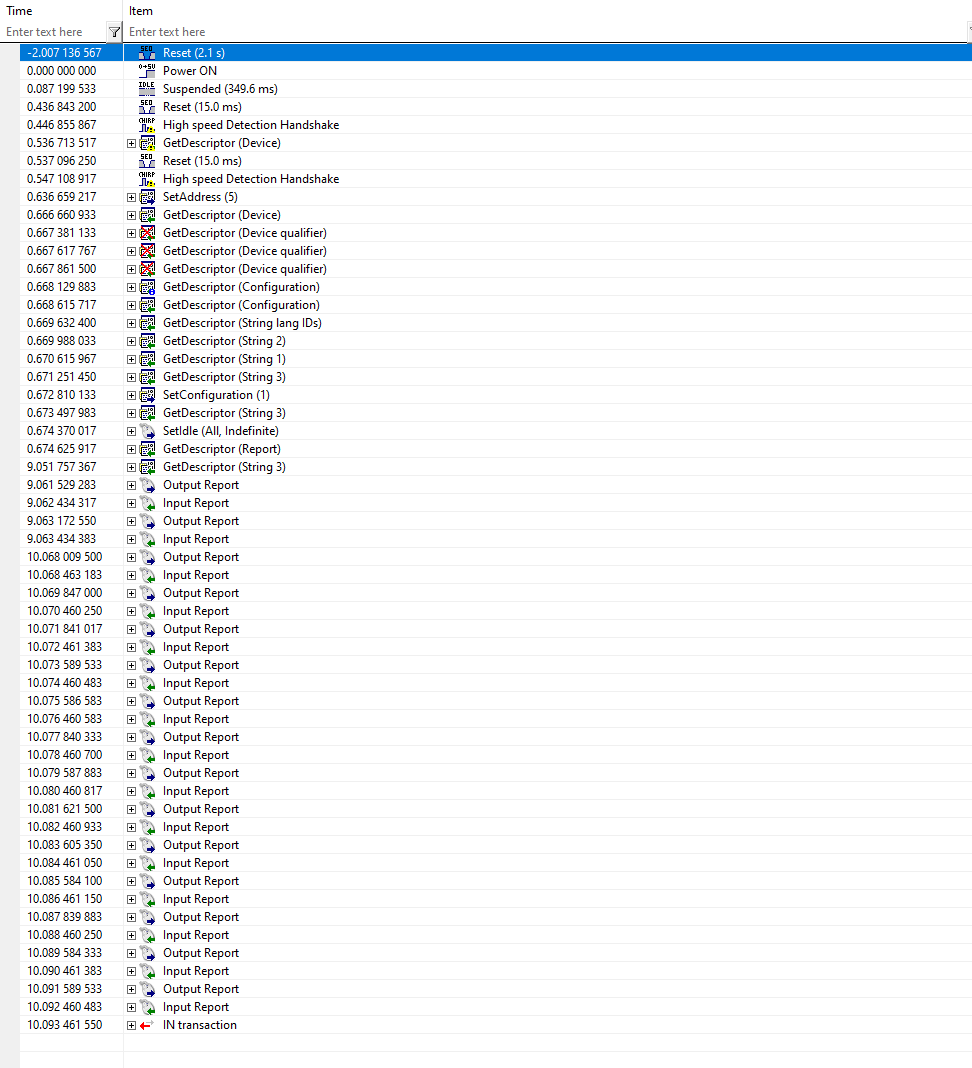 Time Item
Enter text here Enter text here
-2.007 136 567 Reset (2.1 s)
0.000 000 000 Power ON
0.087 199 533 Suspended (349.6 ms)
0.436 843 200 Reset (15.0 ms)
0.446 855 867 High speed Detection Handshake
0.536 713 517 GetDescriptor (Device)
0.537 096 250 Reset (15.0 ms)
0.547 108 917 High speed Detection Handshake
0.636 659 217 SetAddress (5)
0.666 660 933 GetDescriptor (Device)
0.667 381 133 GetDescriptor (Device qualifier)
0.667 617 767 GetDescriptor (Device qualifier)
0.667 861 500 GetDescriptor (Device qualifier)
0.668 129 883 GetDescriptor (Configuration)
0.668 615 717 GetDescriptor (Configuration)
0.669 632 400 GetDescriptor (String lang IDs)
0.669 988 033 GetDescriptor (String 2)
0.670 615 967 GetDescriptor (String 1)
0.671 251 450 GetDescriptor (String 3)
0.672 810 133 SetConfiguration (1)
0.673 497 983 GetDescriptor (String 3)
0.674 370 017 SetIdle (All, Indefinite)
0.674 625 917 GetDescriptor (Report)
9.051 757 367 GetDescriptor (String 3)
9.061 529 283 Output Report
9.062 434 317 Input Report
9.063 172 550 Output Report
9.063 434 383 Input Report
10.068 009 500 Output Report
10.068 463 183 Input Report
10.069 847 000 Output Report
10.070 460 250 Input Report
10.071 841 017 Output Report
10.072 461 383 Input Report
10.073 589 533 Output Report
10.074 460 483 Input Report
10.075 586 583 Output Report
10.076 460 583 Input Report
10.077 840 333 Output Report
10.078 460 700 Input Report
10.079 587 883 Output Report
10.080 460 817 Input Report
10.081 621 500 Output Report
10.082 460 933 Input Report
10.083 605 350 Output Report
10.084 461 050 Input Report
10.085 584 100 Output Report
10.086 461 150 Input Report
10.087 839 883 Output Report
10.088 460 250 Input Report
10.089 584 333 Output Report
10.090 461 383 Input Report
10.091 589 533 Output Report
10.092 460 483 Input Report
10.093 461 550 IN transaction